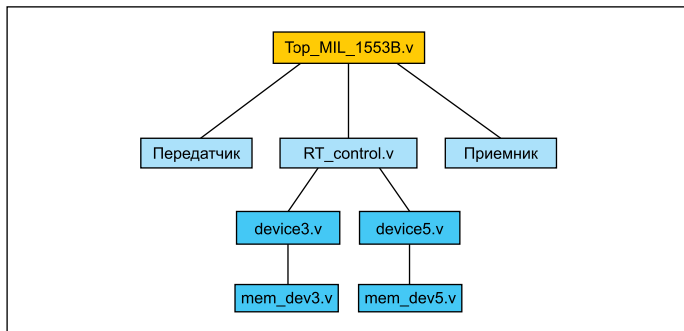 Top_MIL_1553B.v
Передатчик
RT_control.v
Приемник
device3.v
device5.v
mem_dev3.v
mem_dev5.v